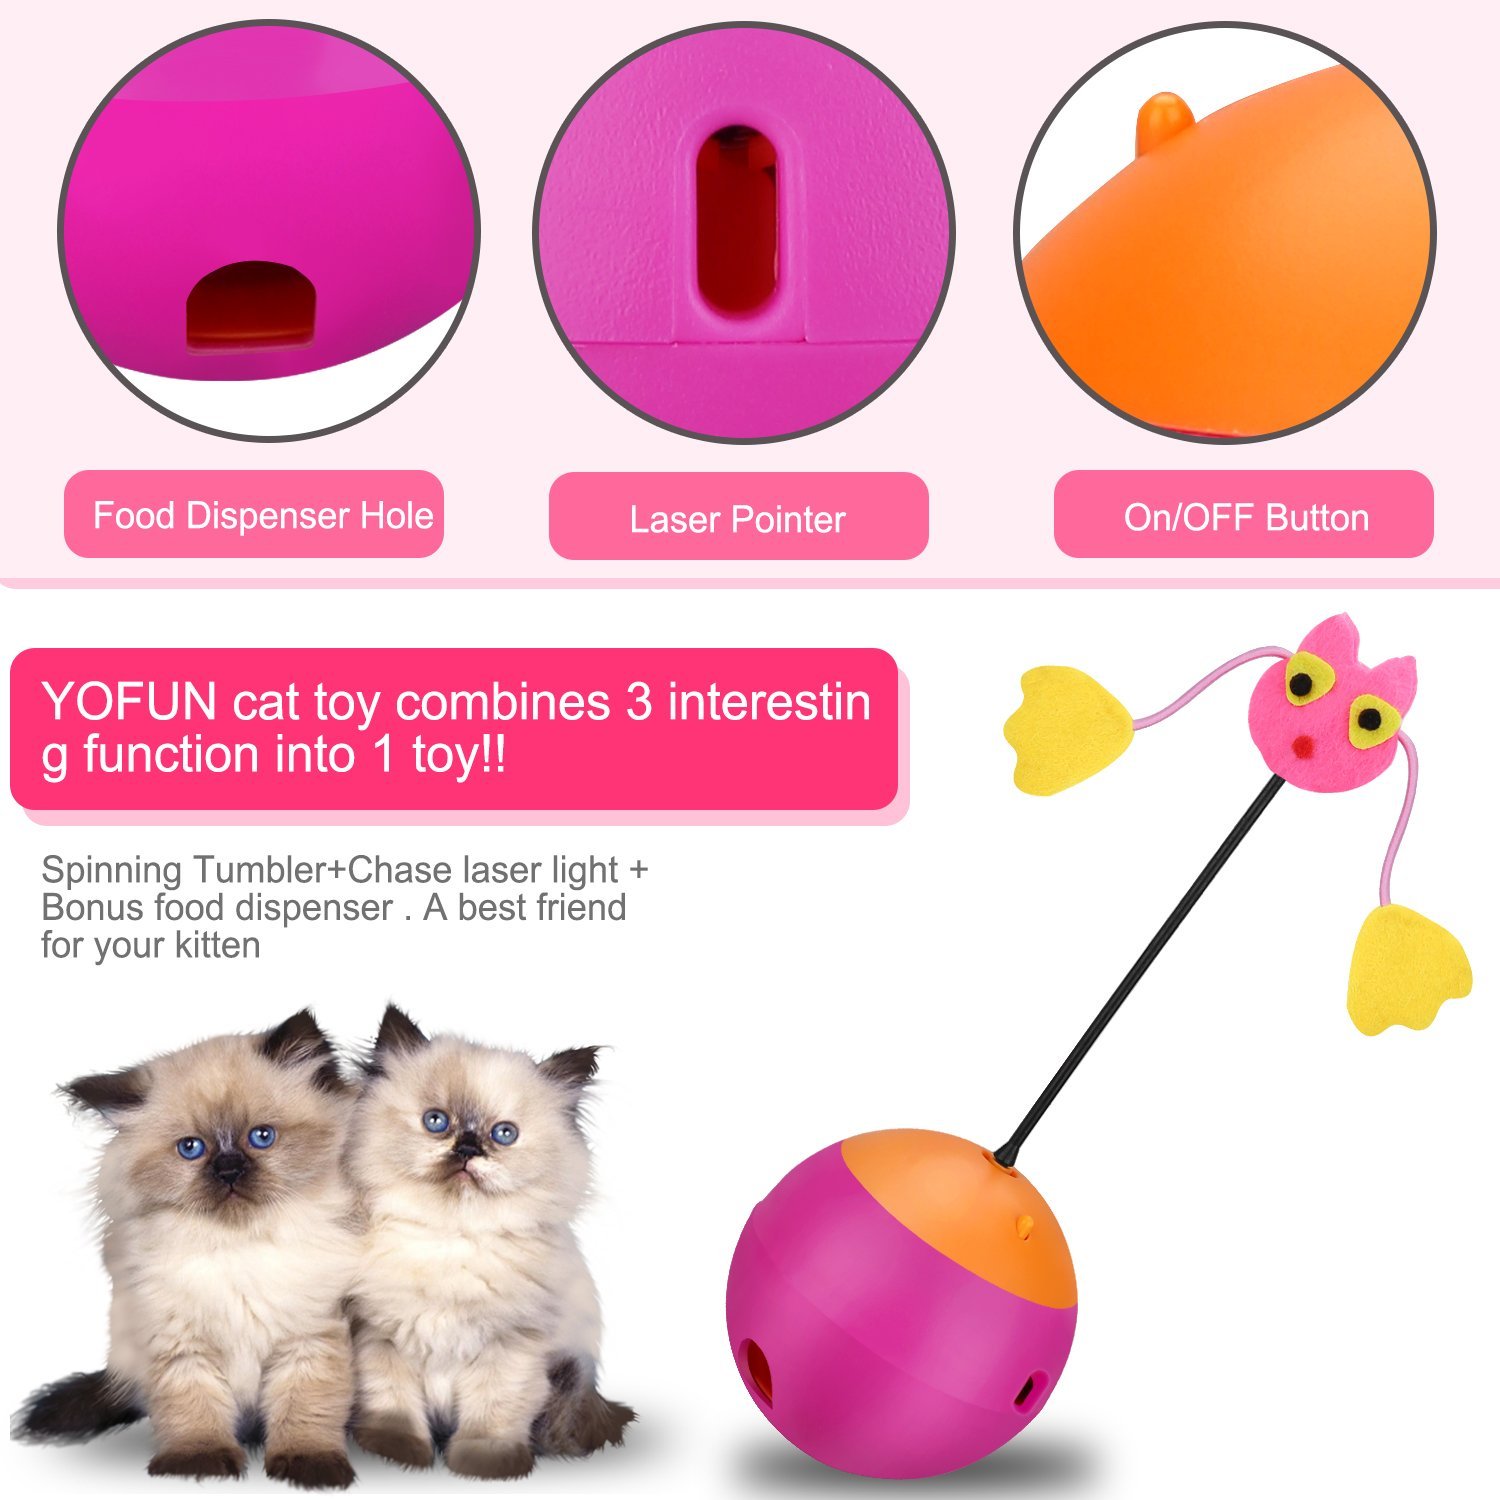 Food Dispenser Hole
Laser Pointer
On/OFF Button
YOFUN cat toy combines 3 interestin
g function into 1 toy!!
Spinning Tumbler+Chase laser light +
Bonus food dispenser . A best friend
for your kitten